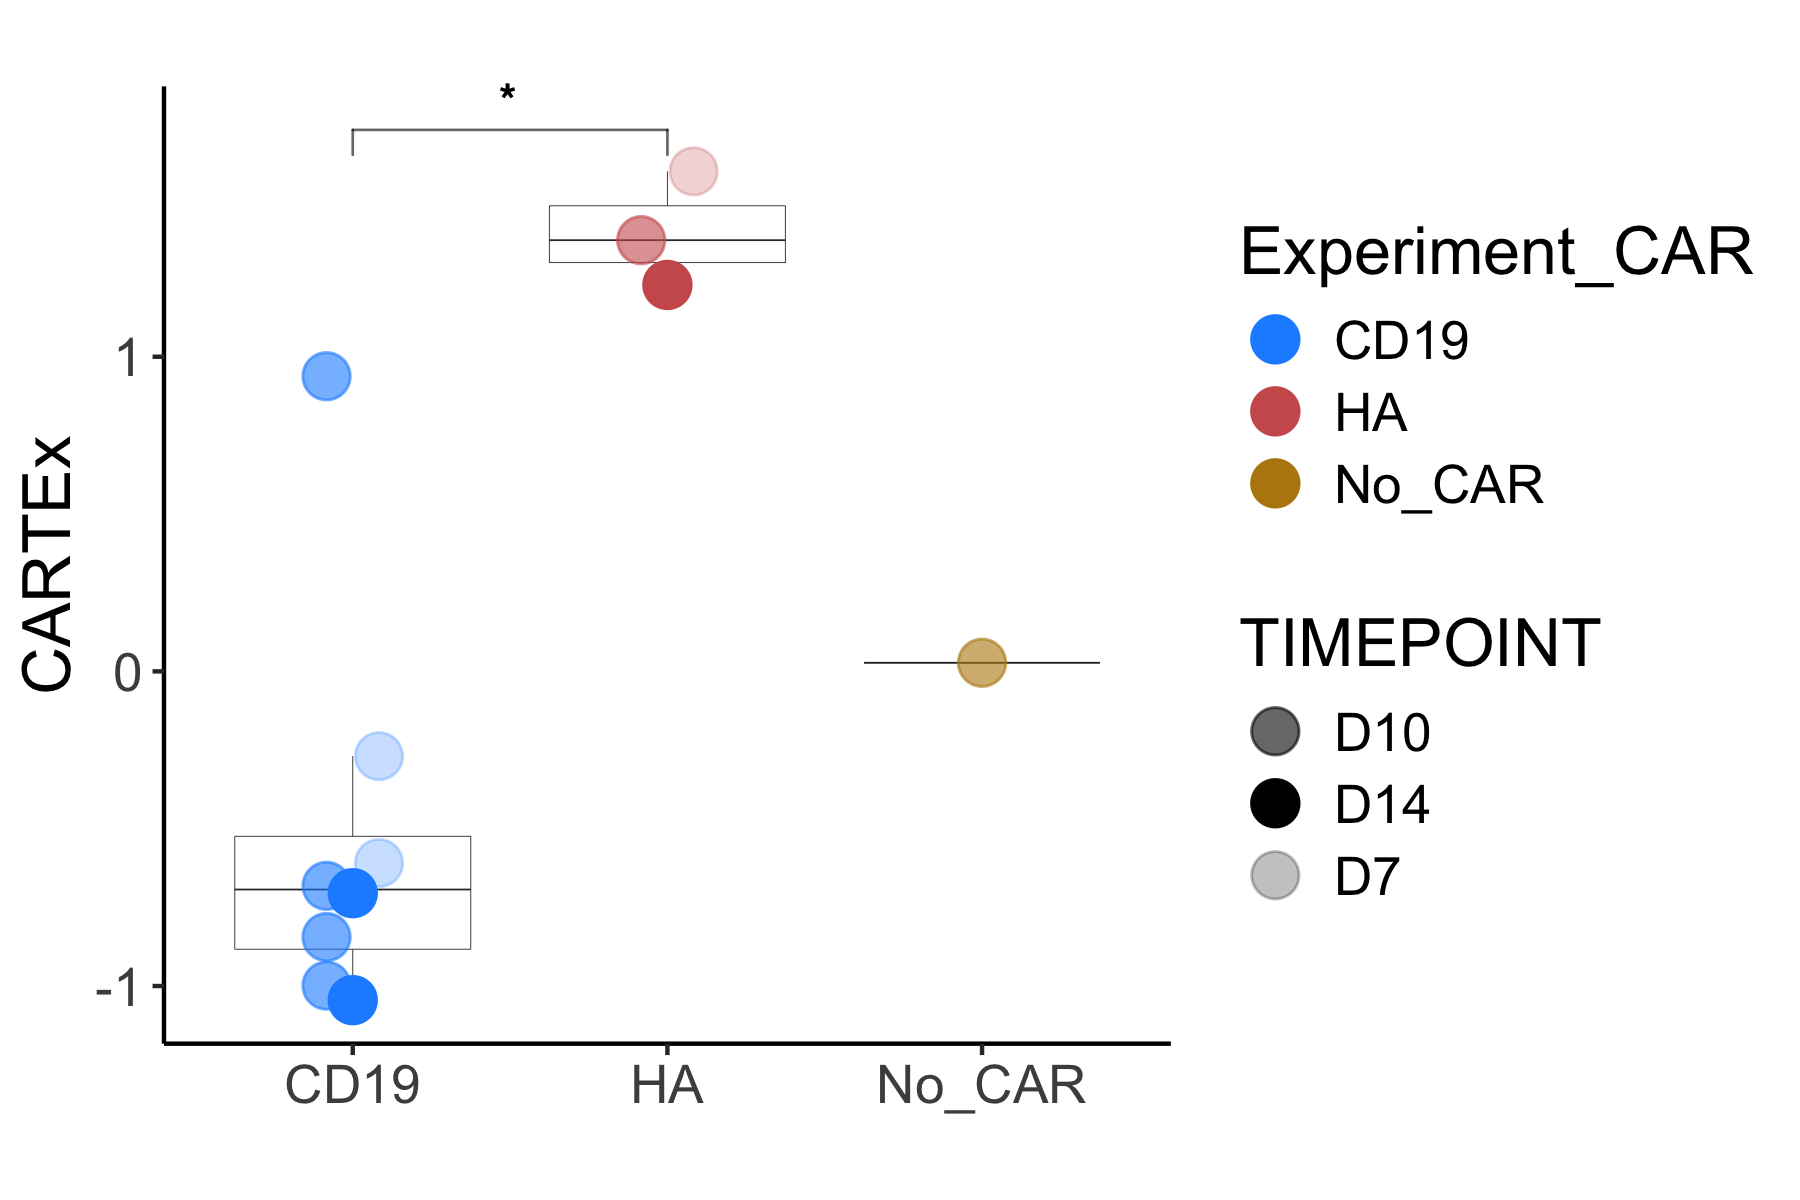 *
CARTEx
1
0
-1
CD19
HA
No_CAR
Experiment_CAR
CD19
HA
No_CAR
TIMEPOINT
D10
D14
D7